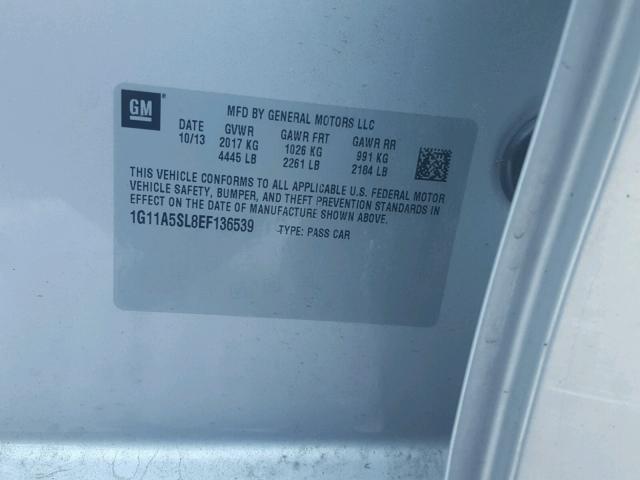 GM
MFD BY GENERAL MOTORS LLC
DATE GVWR GAWR FRT GAWR RR
10/13 2017 KG 1026 KG 991 KG
4445 LB 2261 LB 2184 LB
THIS VEHICLE CONFORMS TO ALL APPLICABLE U.S. FEDERAL MOTOR
VEHICLE SAFETY, BUMPER, AND THEFT PREVENTION STANDARDS IN
EFFECT ON THE DATE OF MANUFACTURE SHOWN ABOVE.
1G11A5SL8EF136539 TYPE: PASS CAR